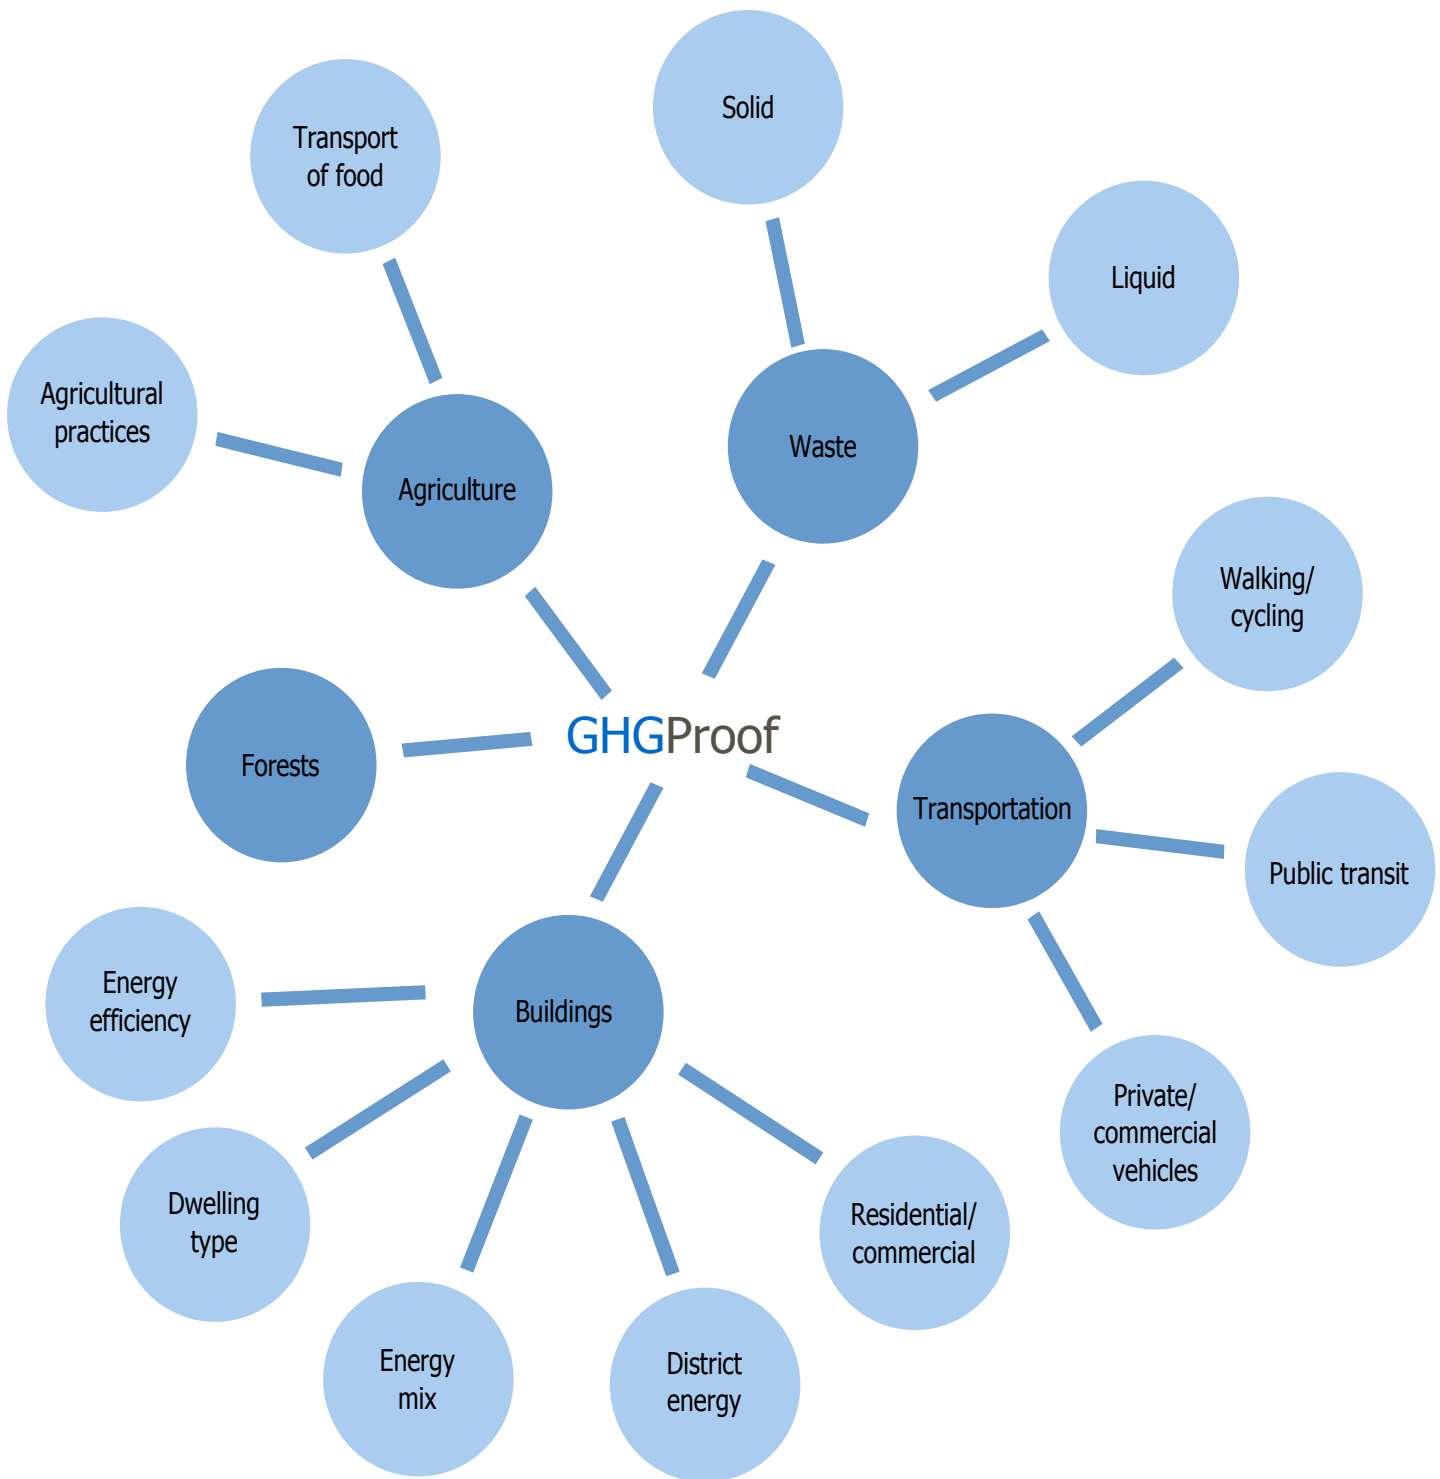 Solid
Transport
of food
Liquid
Agricultural
practices
Waste
Agriculture
Walking/
cycling
GHGProof
Forests
Transportation
Public transit
Energy
efficiency
Buildings
Private/
commercial
vehicles
Dwelling
type
Residential/
commercial
Energy
mix
District
energy